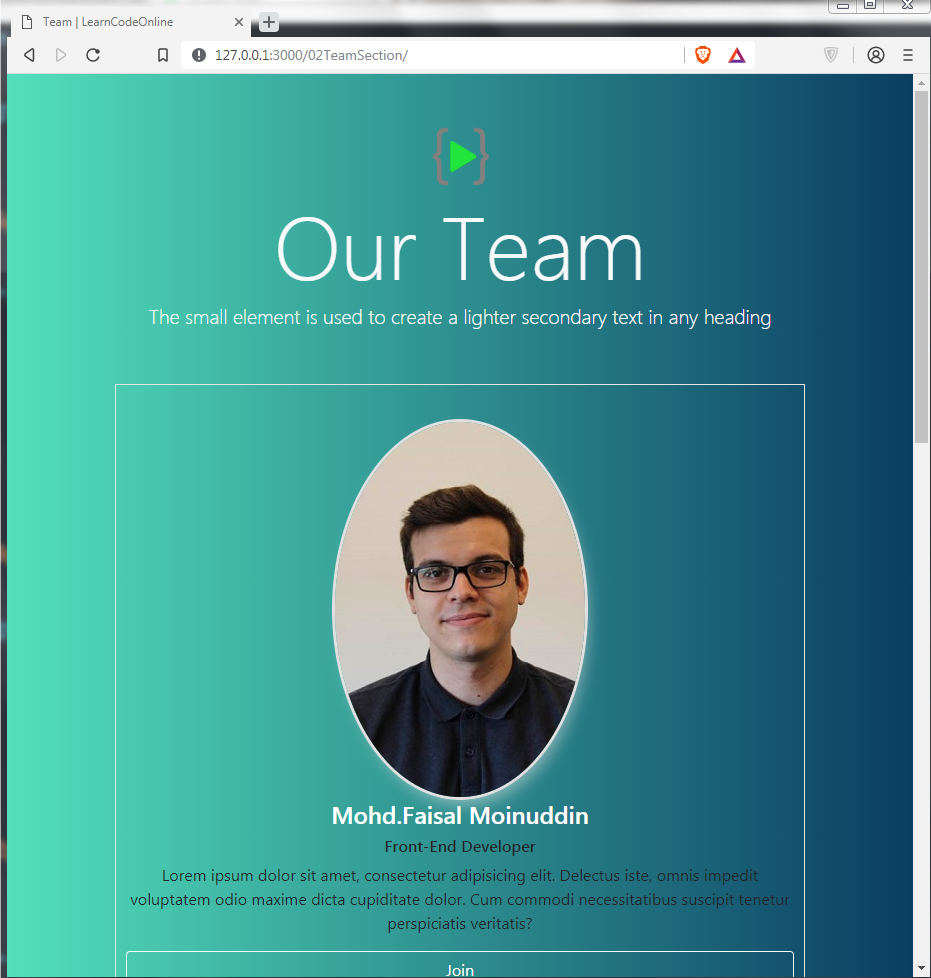 Team | LearnCodeOnline
127.0.0.1:3000/02TeamSection/
Our Team
The small element is used to create a lighter secondary text in any heading
Mohd.Faisal Moinuddin
Front-End Developer
Lorem ipsum dolor sit amet, consectetur adipisicing elit. Delectus iste, omnis impedit
voluptatem odio maxime dicta cupiditate dolor. Cum commodi necessitatibus suscipit tenetur
perspiciatis veritatis?
Join